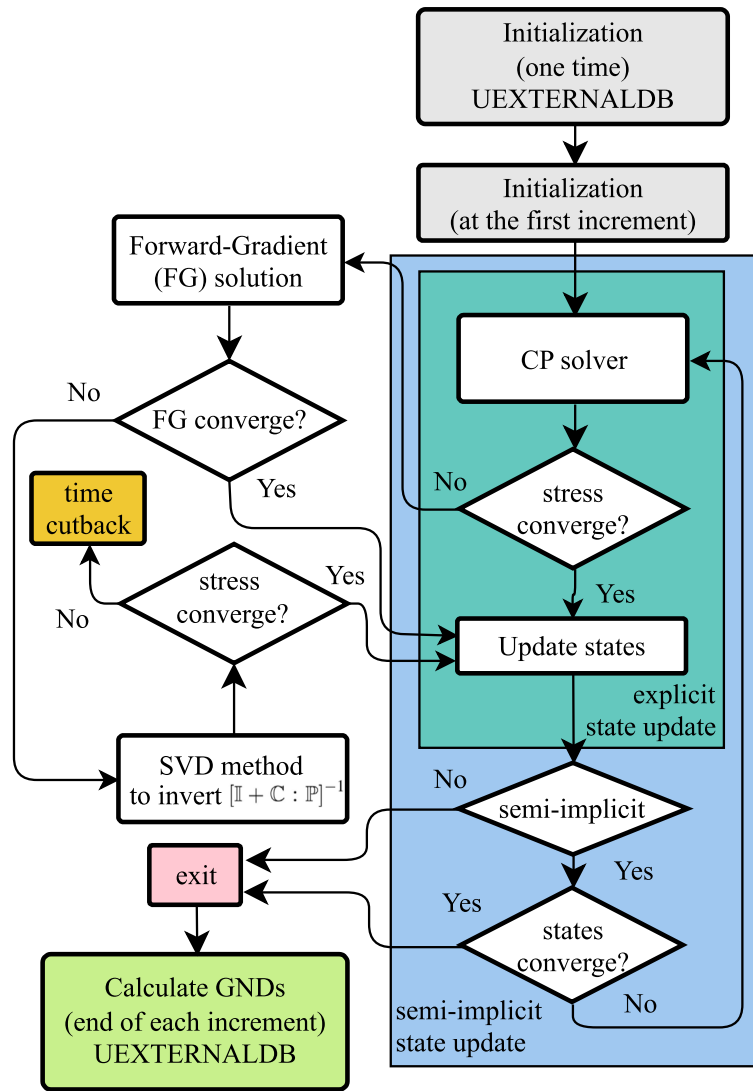 Initialization
(one time)
UEXTERNALDB
Initialization
(at the first increment)
Forward-Gradient
(FG) solution
CP solver
No
FG converge?
Yes
No
stress
converge?
time
cutback
stress
converge?
Yes
No
Yes
Update states
explicit
state update
SVD method
to invert [𝕀 + ℂ : ℙ]⁻¹
No
semi-implicit
exit
Yes
Yes
states
converge?
No
Calculate GNDs
(end of each increment)
UEXTERNALDB
semi-implicit
state update